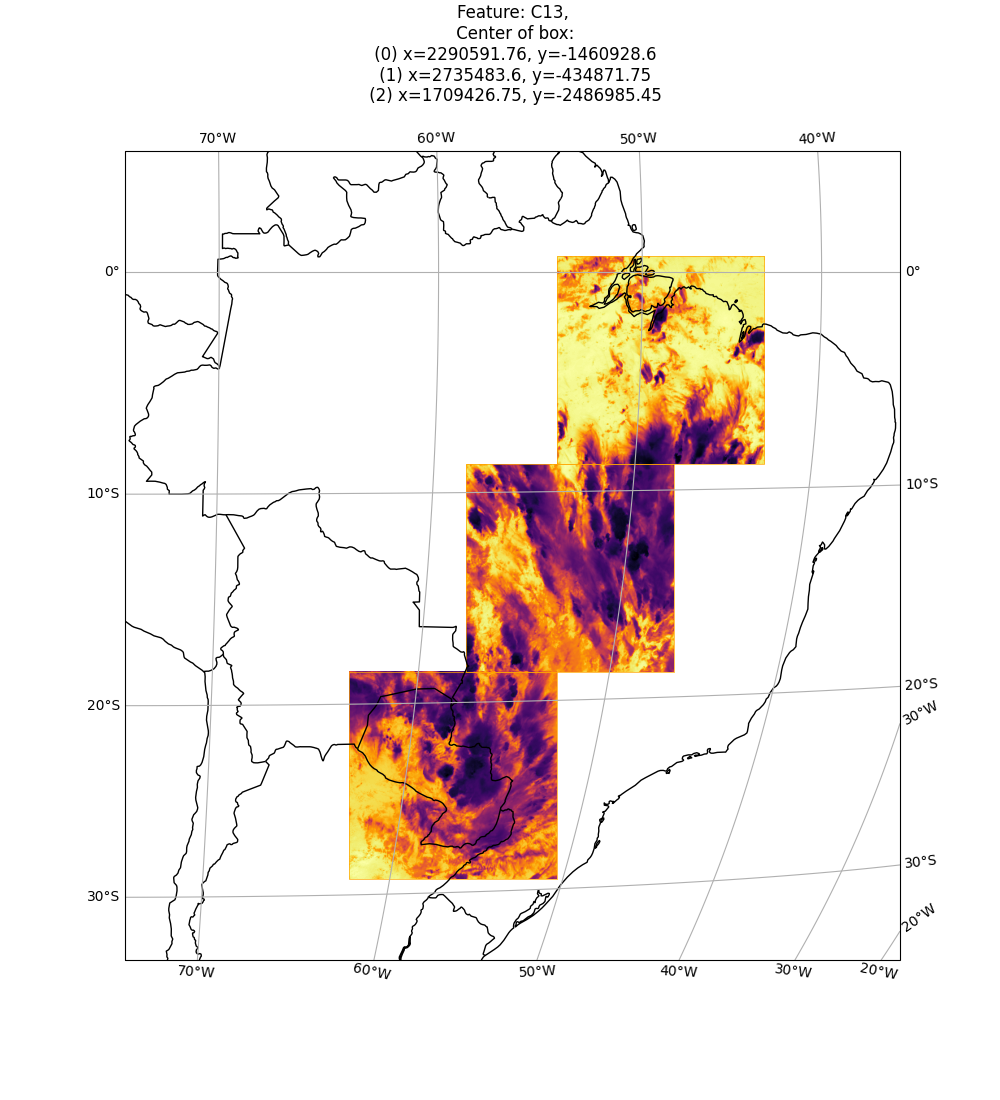 Feature: C13,
Center of box:
(0) x=2290591.76, y=-1460928.6
(1) x=2735483.6, y=-434871.75
(2) x=1709426.75, y=-2486985.45
70°W 60°W 50°W 40°W
0° 0°
10°S 10°S
20°S 20°S
30°W
30°S 30°S
20°W
70°W 60°W 50°W 40°W 30°W 20°W